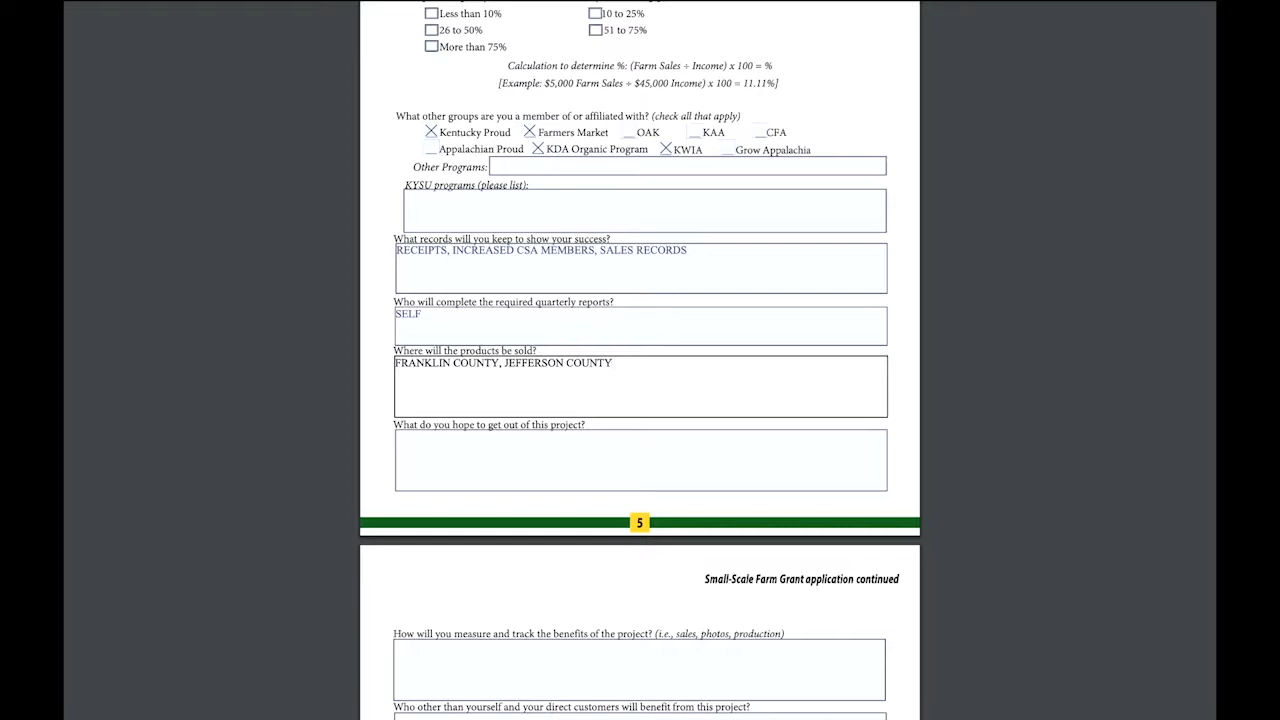 Less than 10% 10 to 25%
26 to 50% 51 to 75%
More than 75%
Calculation to determine %: (Farm Sales ÷ Income) x 100 = %
[Example: $5,000 Farm Sales ÷ $45,000 Income) x 100 = 11.11%]
What other groups are you a member of or affiliated with? (check all that apply)
Kentucky Proud Farmers Market OAK KAA CFA
Appalachian Proud KDA Organic Program KWIA Grow Appalachia
Other Programs:
KYSU programs (please list):
What records will you keep to show your success?
RECEIPTS, INCREASED CSA MEMBERS, SALES RECORDS
Who will complete the required quarterly reports?
SELF
Where will the products be sold?
FRANKLIN COUNTY, JEFFERSON COUNTY
What do you hope to get out of this project?
5
Small-Scale Farm Grant application continued
How will you measure and track the benefits of the project? (i.e., sales, photos, production)
Who other than yourself and your direct customers will benefit from this project?